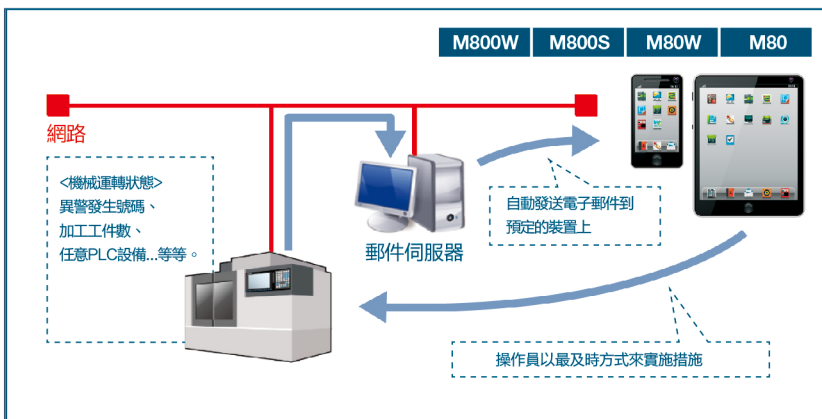 M800W M800S M80W M80
網路
<機械運轉狀態>
異警發生號碼、
加工工件數、
任意PLC設備...等等。
郵件伺服器
自動發送電子郵件到
預定的裝置上
操作員以最及時方式來實施措施